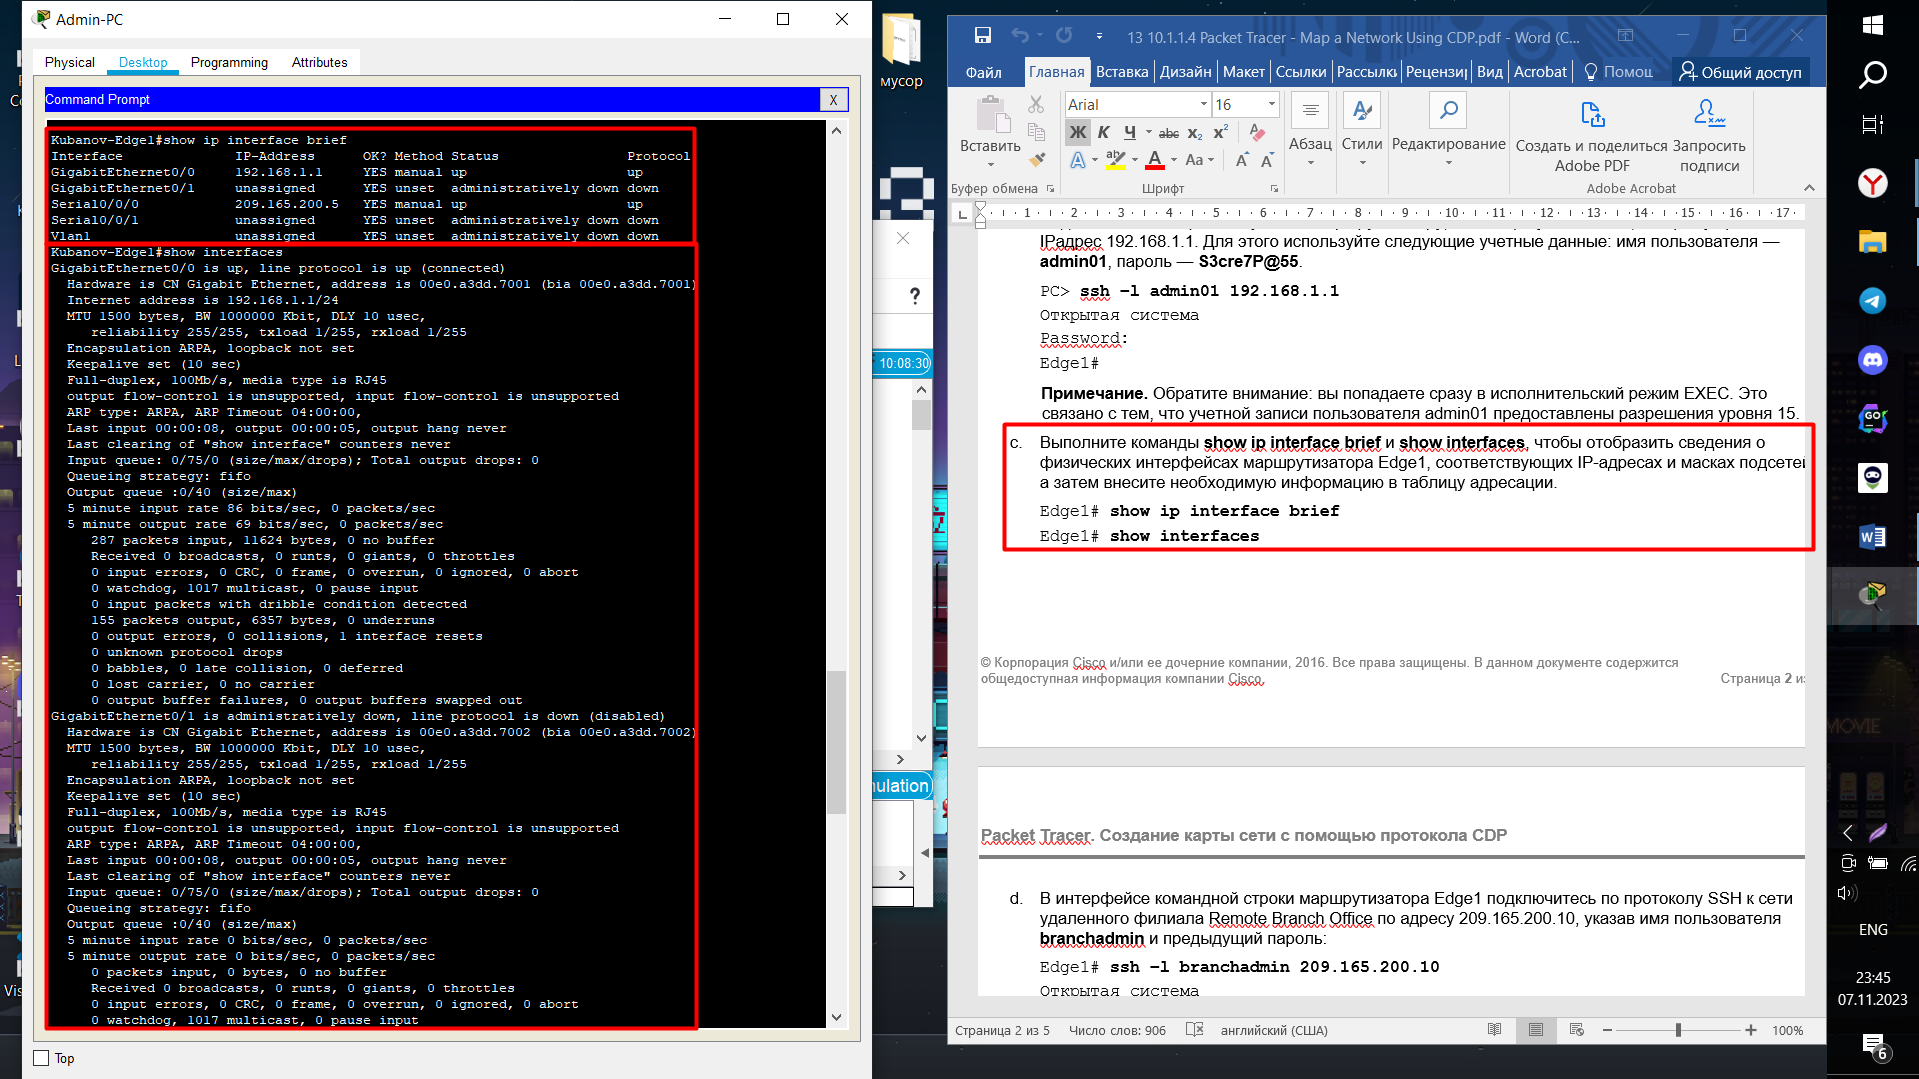 Admin-PC
Physical Desktop Programming Attributes
Command Prompt X
Kubanov-Edge1#show ip interface brief
Interface IP-Address OK? Method Status Protocol
GigabitEthernet0/0 192.168.1.1 YES manual up up
GigabitEthernet0/1 unassigned YES unset administratively down down
Serial0/0/0 209.165.200.5 YES manual up up
Serial0/0/1 unassigned YES unset administratively down down
Vlan1 unassigned YES unset administratively down down
Kubanov-Edge1#show interfaces
GigabitEthernet0/0 is up, line protocol is up (connected)
Hardware is CN Gigabit Ethernet, address is 00e0.a3dd.7001 (bia 00e0.a3dd.7001)
Internet address is 192.168.1.1/24
MTU 1500 bytes, BW 1000000 Kbit, DLY 10 usec,
reliability 255/255, txload 1/255, rxload 1/255
Encapsulation ARPA, loopback not set
Keepalive set (10 sec)
Full-duplex, 100Mb/s, media type is RJ45
output flow-control is unsupported, input flow-control is unsupported
ARP type: ARPA, ARP Timeout 04:00:00,
Last input 00:00:08, output 00:00:05, output hang never
Last clearing of "show interface" counters never
Input queue: 0/75/0 (size/max/drops); Total output drops: 0
Queueing strategy: fifo
Output queue :0/40 (size/max)
5 minute input rate 86 bits/sec, 0 packets/sec
5 minute output rate 69 bits/sec, 0 packets/sec
287 packets input, 11624 bytes, 0 no buffer
Received 0 broadcasts, 0 runts, 0 giants, 0 throttles
0 input errors, 0 CRC, 0 frame, 0 overrun, 0 ignored, 0 abort
0 watchdog, 1017 multicast, 0 pause input
0 input packets with dribble condition detected
155 packets output, 6357 bytes, 0 underruns
0 output errors, 0 collisions, 1 interface resets
0 unknown protocol drops
0 babbles, 0 late collision, 0 deferred
0 lost carrier, 0 no carrier
0 output buffer failures, 0 output buffers swapped out
GigabitEthernet0/1 is administratively down, line protocol is down (disabled)
Hardware is CN Gigabit Ethernet, address is 00e0.a3dd.7002 (bia 00e0.a3dd.7002)
MTU 1500 bytes, BW 1000000 Kbit, DLY 10 usec,
reliability 255/255, txload 1/255, rxload 1/255
Encapsulation ARPA, loopback not set
Keepalive set (10 sec)
Full-duplex, 100Mb/s, media type is RJ45
output flow-control is unsupported, input flow-control is unsupported
ARP type: ARPA, ARP Timeout 04:00:00,
Last input 00:00:08, output 00:00:05, output hang never
Last clearing of "show interface" counters never
Input queue: 0/75/0 (size/max/drops); Total output drops: 0
Queueing strategy: fifo
Output queue :0/40 (size/max)
5 minute input rate 0 bits/sec, 0 packets/sec
5 minute output rate 0 bits/sec, 0 packets/sec
0 packets input, 0 bytes, 0 no buffer
Received 0 broadcasts, 0 runts, 0 giants, 0 throttles
0 input errors, 0 CRC, 0 frame, 0 overrun, 0 ignored, 0 abort
0 watchdog, 1017 multicast, 0 pause input
Top
мусор
?
10:08:30
mulation
13 10.1.1.4 Packet Tracer - Map a Network Using CDP.pdf - Word (С...
Файл Главная Вставка Дизайн Макет Ссылки Рассылки Рецензи Вид Acrobat Помощ Общий доступ
Вставить
Буфер обмена
Arial 16
Ж К Ч abc x₂ x²
А aby А Aa A A
Шрифт
Абзац
Стили
Редактирование
Создать и поделиться
Adobe PDF
Запросить
подписи
Adobe Acrobat
1 2 3 4 5 6 7 8 9 10 11 12 13 14 15 16 17
IPадрес 192.168.1.1. Для этого используйте следующие учетные данные: имя пользователя —
admin01, пароль — S3cre7P@55.
PC> ssh –l admin01 192.168.1.1
Открытая система
Password:
Edge1#
Примечание. Обратите внимание: вы попадаете сразу в исполнительский режим EXEC. Это
связано с тем, что учетной записи пользователя admin01 предоставлены разрешения уровня 15.
c. Выполните команды show ip interface brief и show interfaces, чтобы отобразить сведения о
физических интерфейсах маршрутизатора Edge1, соответствующих IP-адресах и масках подсетей
а затем внесите необходимую информацию в таблицу адресации.
Edge1# show ip interface brief
Edge1# show interfaces
© Корпорация Cisco и/или ее дочерние компании, 2016. Все права защищены. В данном документе содержится
общедоступная информация компании Cisco. Страница 2 из
Packet Tracer. Создание карты сети с помощью протокола CDP
d. В интерфейсе командной строки маршрутизатора Edge1 подключитесь по протоколу SSH к сети
удаленного филиала Remote Branch Office по адресу 209.165.200.10, указав имя пользователя
branchadmin и предыдущий пароль:
Edge1# ssh –l branchadmin 209.165.200.10
Открытая система
Страница 2 из 5 Число слов: 906 английский (США) 100%
GO
MOVIE
ENG
23:45
07.11.2023
6
Vis